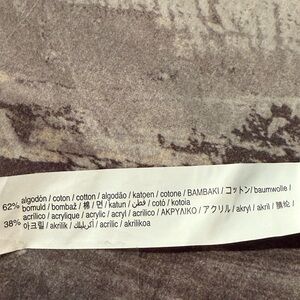 62% algodón / coton / cotton / algodão / katoen / cotone / ΒΑΜΒΑΚΙ / コットン / baumwolle /
bomuld / bombaž / 棉 / 면 / katun / قطن / cotó / kotoia
38% acrílico / acrylique / acrylic / acryl / acrilico / ΑΚΡΥΛΙΚΟ / アクリル / akryl / akril / 腈纶 /
아크릴 / akrilik / اكريليك / acrílic / akrilikoa